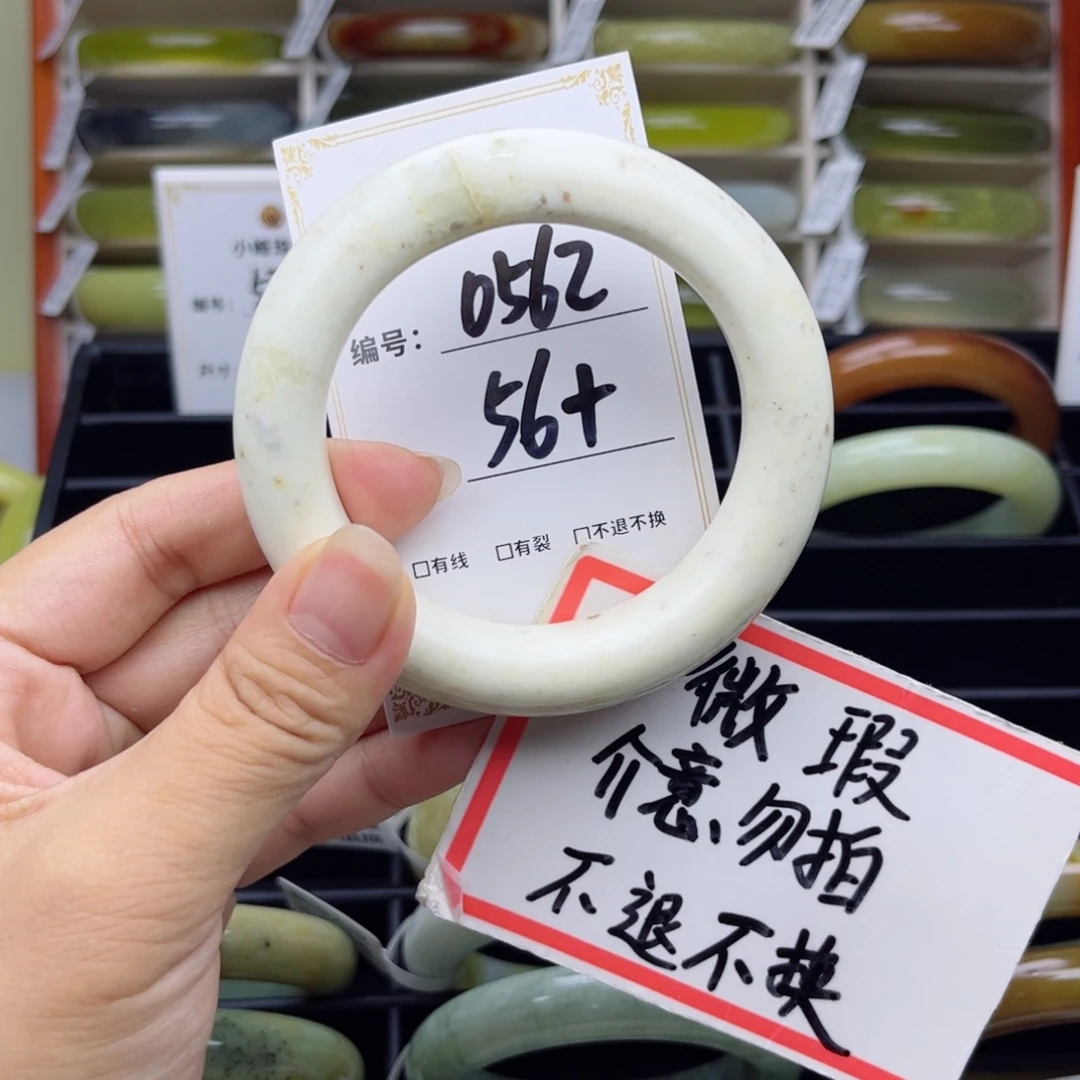 编号: 0562
56+
□有线 □有裂 □不退不换
微 瑕
介意勿拍
不退不换